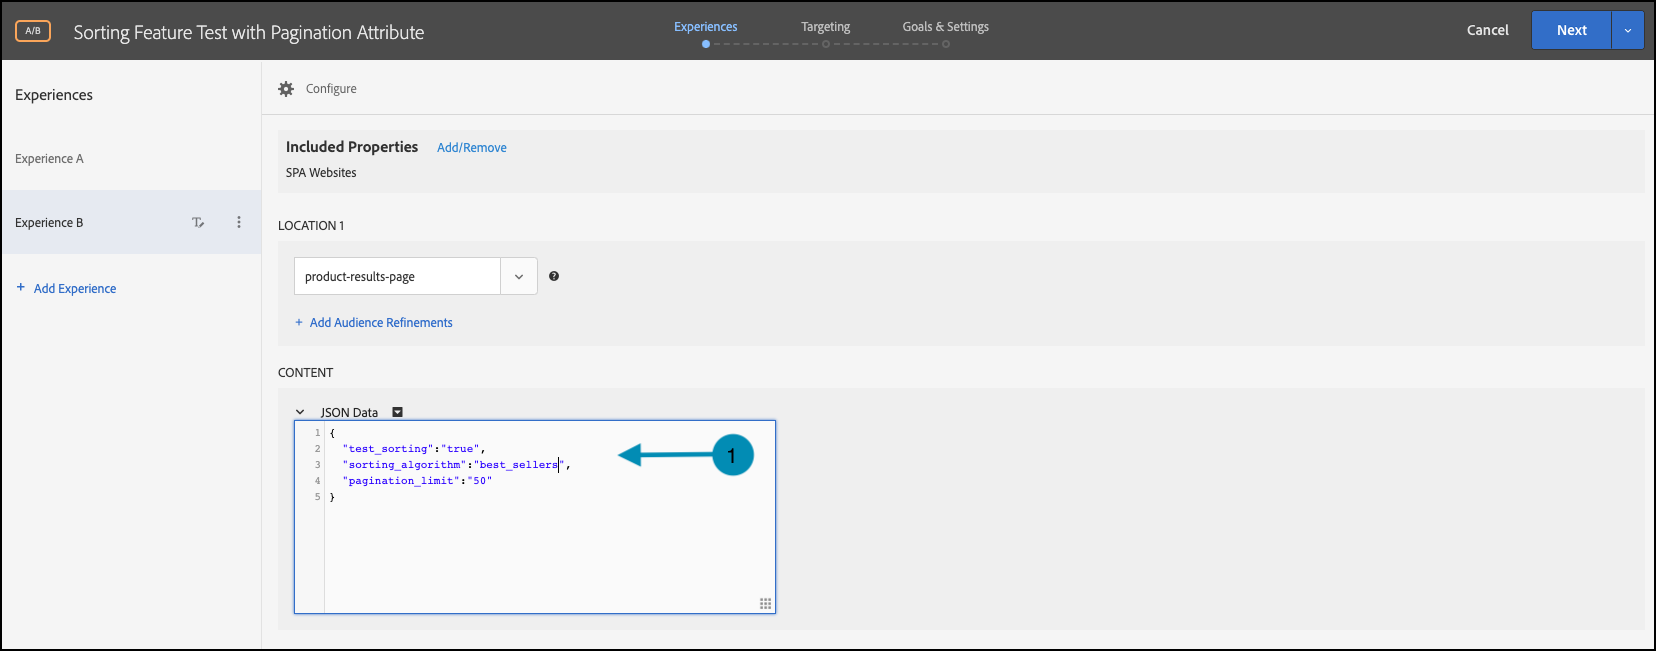 A/B
Sorting Feature Test with Pagination Attribute
Experiences
Targeting
Goals & Settings
Cancel
Next
Experiences
Experience A
Experience B
+ Add Experience
Configure
Included Properties
Add/Remove
SPA Websites
LOCATION 1
product-results-page
?
+ Add Audience Refinements
CONTENT
JSON Data
1 {
2 "test_sorting":"true",
3 "sorting_algorithm":"best_sellers",
4 "pagination_limit":"50"
5 }
1